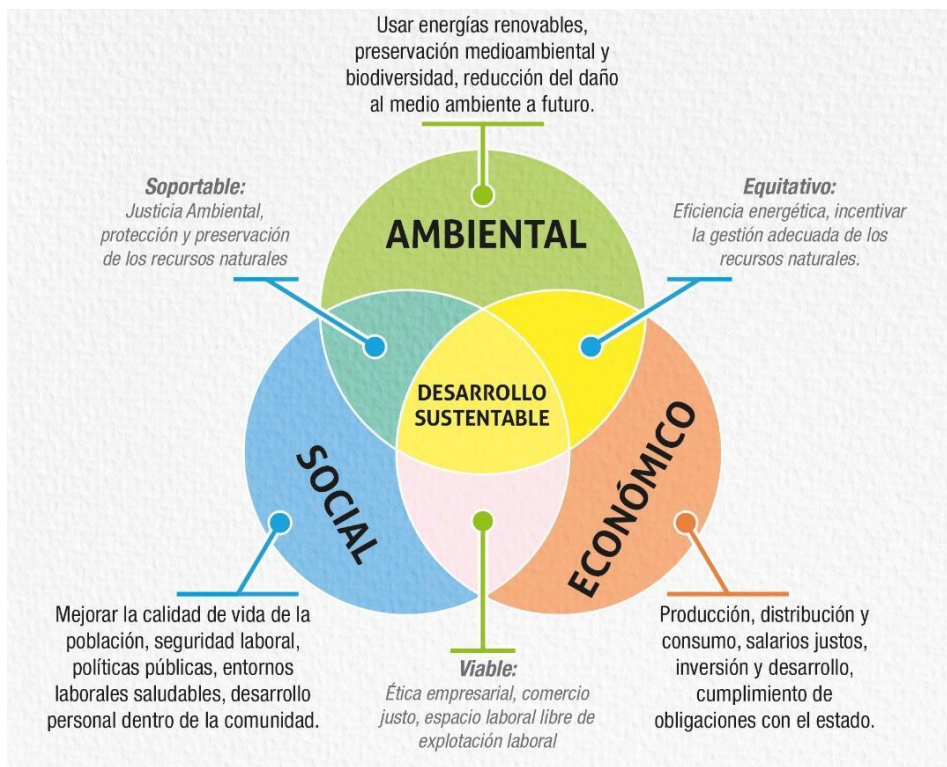 Usar energías renovables,
preservación medioambiental y
biodiversidad, reducción del daño
al medio ambiente a futuro.
Soportable:
Justicia Ambiental,
protección y preservación
de los recursos naturales
Equitativo:
Eficiencia energética, incentivar
la gestión adecuada de los
recursos naturales.
AMBIENTAL
DESARROLLO
SUSTENTABLE
SOCIAL
ECONÓMICO
Mejorar la calidad de vida de la
población, seguridad laboral,
políticas públicas, entornos
laborales saludables, desarrollo
personal dentro de la comunidad.
Viable:
Ética empresarial, comercio
justo, espacio laboral libre de
explotación laboral
Producción, distribución y
consumo, salarios justos,
inversión y desarrollo,
cumplimiento de
obligaciones con el estado.